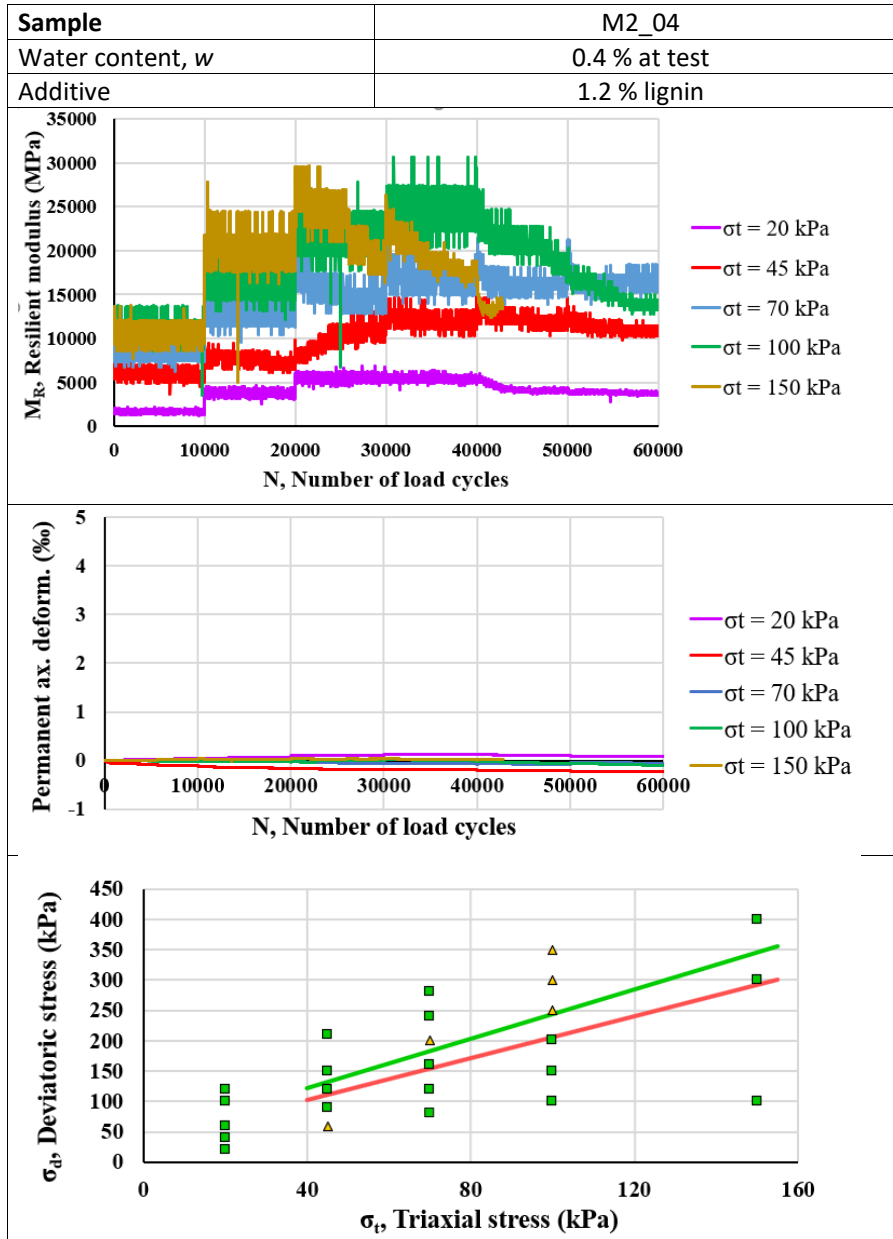 Sample M2_04
Water content, w 0.4 % at test
Additive 1.2 % lignin
35000
30000
25000
20000
15000
10000
5000
0
M_R, Resilient modulus (MPa)
0 10000 20000 30000 40000 50000 60000
N, Number of load cycles
σt = 20 kPa
σt = 45 kPa
σt = 70 kPa
σt = 100 kPa
σt = 150 kPa
5
4
3
2
1
0
-1
Permanent ax. deform. (‰)
0 10000 20000 30000 40000 50000 60000
N, Number of load cycles
σt = 20 kPa
σt = 45 kPa
σt = 70 kPa
σt = 100 kPa
σt = 150 kPa
450
400
350
300
250
200
150
100
50
0
σ_d, Deviatoric stress (kPa)
0 40 80 120 160
σ_t, Triaxial stress (kPa)